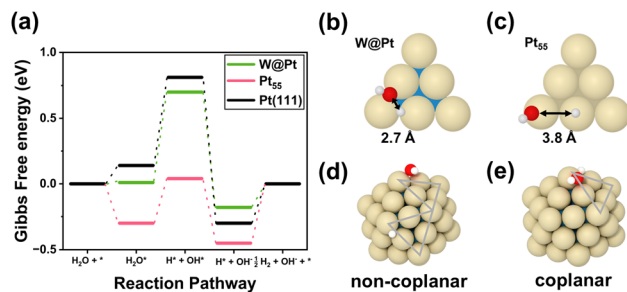 (a)
Gibbs Free energy (eV)
1.0
0.5
0.0
−0.5
W@Pt
Pt₅₅
Pt(111)
H₂O + *
H₂O*
H* + OH*
H* + OH⁻
½ H₂ + OH⁻ + *
Reaction Pathway
(b)
W@Pt
2.7 Å
(c)
Pt₅₅
3.8 Å
(d)
non-coplanar
(e)
coplanar